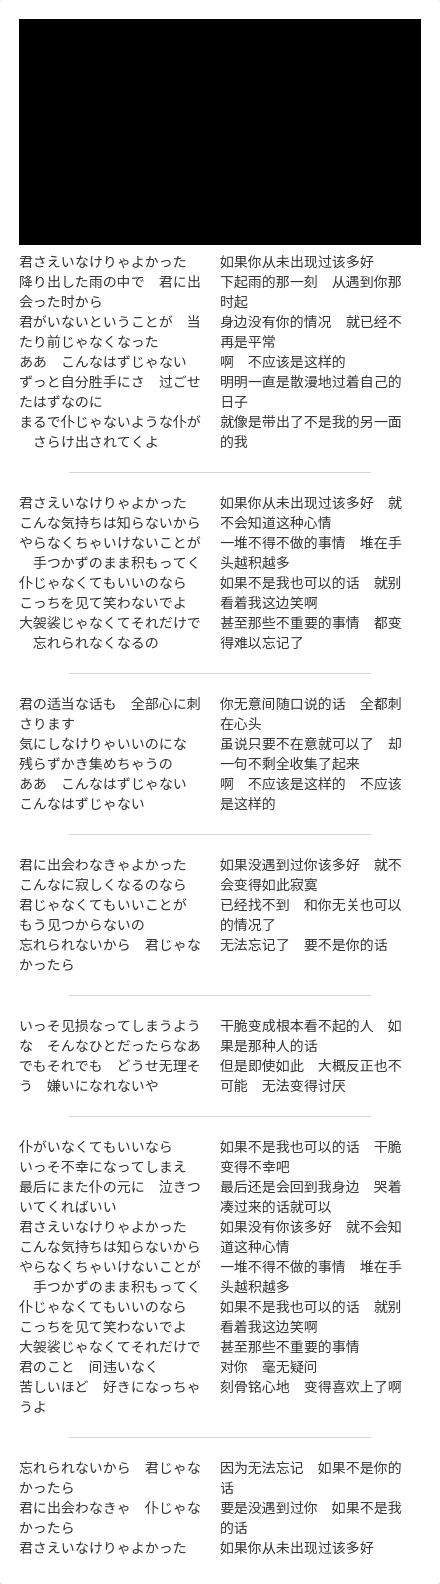 君さえいなけりゃよかった
降り出した雨の中で　君に出
会った时から
君がいないということが　当
たり前じゃなくなった
ああ　こんなはずじゃない
ずっと自分胜手にさ　过ごせ
たはずなのに
まるで仆じゃないような仆が
　さらけ出されてくよ
如果你从未出现过该多好
下起雨的那一刻　从遇到你那
时起
身边没有你的情况　就已经不
再是平常
啊　不应该是这样的
明明一直是散漫地过着自己的
日子
就像是带出了不是我的另一面
的我
君さえいなけりゃよかった
こんな気持ちは知らないから
やらなくちゃいけないことが
　手つかずのまま积もってく
仆じゃなくてもいいのなら
こっちを见て笑わないでよ
大袈裟じゃなくてそれだけで
　忘れられなくなるの
如果你从未出现过该多好　就
不会知道这种心情
一堆不得不做的事情　堆在手
头越积越多
如果不是我也可以的话　就别
看着我这边笑啊
甚至那些不重要的事情　都变
得难以忘记了
君の适当な话も　全部心に刺
さります
気にしなけりゃいいのにな
残らずかき集めちゃうの
ああ　こんなはずじゃない
こんなはずじゃない
你无意间随口说的话　全都刺
在心头
虽说只要不在意就可以了　却
一句不剩全收集了起来
啊　不应该是这样的　不应该
是这样的
君に出会わなきゃよかった
こんなに寂しくなるのなら
君じゃなくてもいいことが
もう见つからないの
忘れられないから　君じゃな
かったら
如果没遇到过你该多好　就不
会变得如此寂寞
已经找不到　和你无关也可以
的情况了
无法忘记了　要不是你的话
いっそ见损なってしまうよう
な　そんなひとだったらなあ
でもそれでも　どうせ无理そ
う　嫌いになれないや
干脆变成根本看不起的人　如
果是那种人的话
但是即使如此　大概反正也不
可能　无法变得讨厌
仆がいなくてもいいなら
いっそ不幸になってしまえ
最后にまた仆の元に　泣きつ
いてくればいい
君さえいなけりゃよかった
こんな気持ちは知らないから
やらなくちゃいけないことが
　手つかずのまま积もってく
仆じゃなくてもいいのなら
こっちを见て笑わないでよ
大袈裟じゃなくてそれだけで
君のこと　间违いなく
苦しいほど　好きになっちゃ
うよ
如果不是我也可以的话　干脆
变得不幸吧
最后还是会回到我身边　哭着
凑过来的话就可以
如果没有你该多好　就不会知
道这种心情
一堆不得不做的事情　堆在手
头越积越多
如果不是我也可以的话　就别
看着我这边笑啊
甚至那些不重要的事情
对你　毫无疑问
刻骨铭心地　变得喜欢上了啊
忘れられないから　君じゃな
かったら
君に出会わなきゃ　仆じゃな
かったら
君さえいなけりゃよかった
因为无法忘记　如果不是你的
话
要是没遇到过你　如果不是我
的话
如果你从未出现过该多好